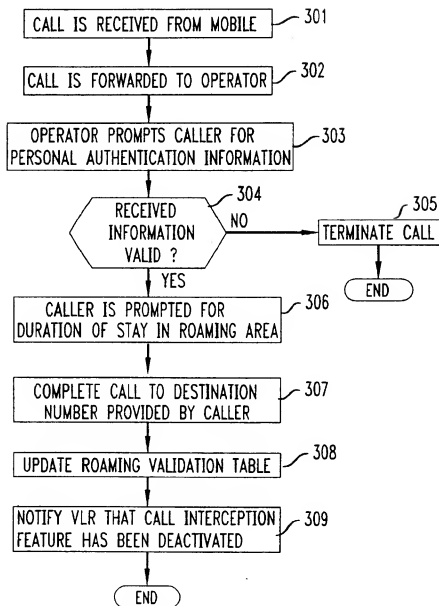 CALL IS RECEIVED FROM MOBILE
301
CALL IS FORWARDED TO OPERATOR
302
OPERATOR PROMPTS CALLER FOR
PERSONAL AUTHENTICATION INFORMATION
303
304
RECEIVED
INFORMATION
VALID ?
NO
305
TERMINATE CALL
END
YES
CALLER IS PROMPTED FOR
DURATION OF STAY IN ROAMING AREA
306
COMPLETE CALL TO DESTINATION
NUMBER PROVIDED BY CALLER
307
UPDATE ROAMING VALIDATION TABLE
308
NOTIFY VLR THAT CALL INTERCEPTION
FEATURE HAS BEEN DEACTIVATED
309
END